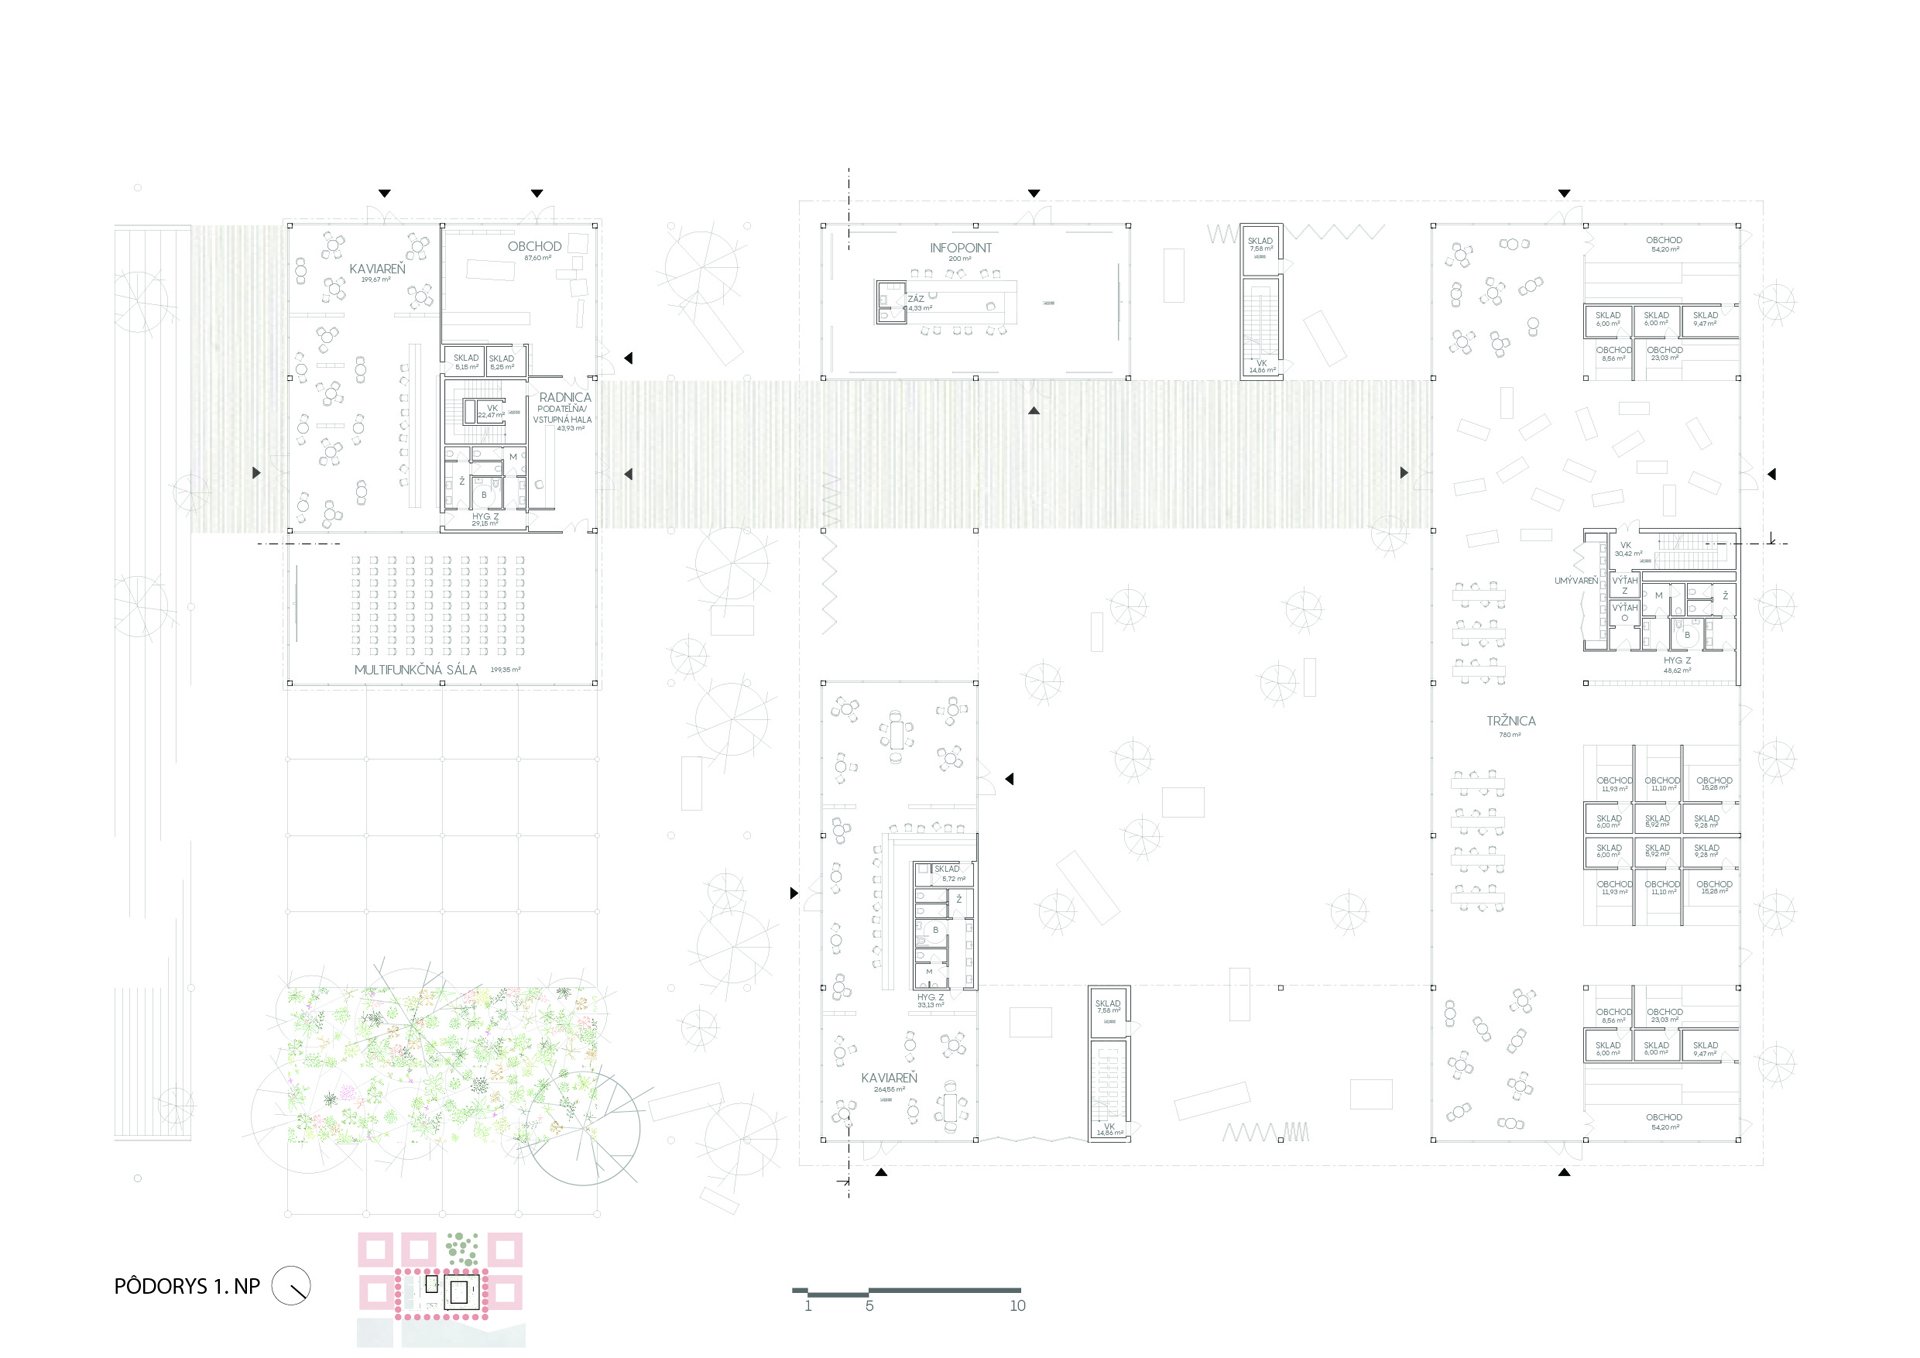 KAVIAREŇ
199,67 m²
OBCHOD
87,60 m²
SKLAD
5,15 m²
SKLAD
5,25 m²
VK
22,47 m²
RADNICA
PODATEĽŇA/
VSTUPNÁ HALA
43,93 m²
M
Ž
B
HYG. Z
29,15 m²
MULTIFUNKČNÁ SÁLA 199,35 m²
INFOPOINT
200 m²
ZÁZ
4,33 m²
SKLAD
7,58 m²
VK
14,86 m²
OBCHOD
54,20 m²
SKLAD
6,00 m²
SKLAD
6,00 m²
SKLAD
9,47 m²
OBCHOD
8,56 m²
OBCHOD
23,03 m²
VK
30,42 m²
UMÝVAREŇ
VÝŤAH
Z
VÝŤAH
O
M
Ž
B
HYG. Z
48,62 m²
TRŽNICA
780 m²
OBCHOD
11,93 m²
OBCHOD
11,10 m²
OBCHOD
15,28 m²
SKLAD
6,00 m²
SKLAD
5,92 m²
SKLAD
9,28 m²
SKLAD
6,00 m²
SKLAD
5,92 m²
SKLAD
9,28 m²
OBCHOD
11,93 m²
OBCHOD
11,10 m²
OBCHOD
15,28 m²
OBCHOD
8,56 m²
OBCHOD
23,03 m²
SKLAD
6,00 m²
SKLAD
6,00 m²
SKLAD
9,47 m²
OBCHOD
54,20 m²
SKLAD
5,72 m²
Ž
B
M
HYG. Z
33,13 m²
KAVIAREŇ
264,55 m²
SKLAD
7,58 m²
VK
14,86 m²
PÔDORYS 1. NP
1 5 10